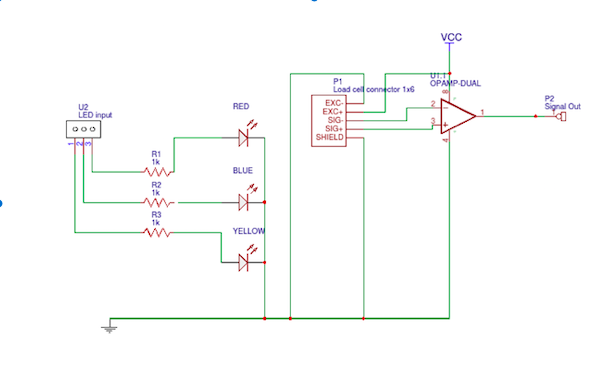 VCC
U1.1
OPAMP-DUAL
P1
Load cell connector 1x6
P2
Signal Out
U2
LED input
RED
EXC-
EXC+
SIG-
SIG+
SHIELD
8
2
3
1
4
1
2
3
R1
1k
BLUE
R2
1k
R3
1k
YELLOW